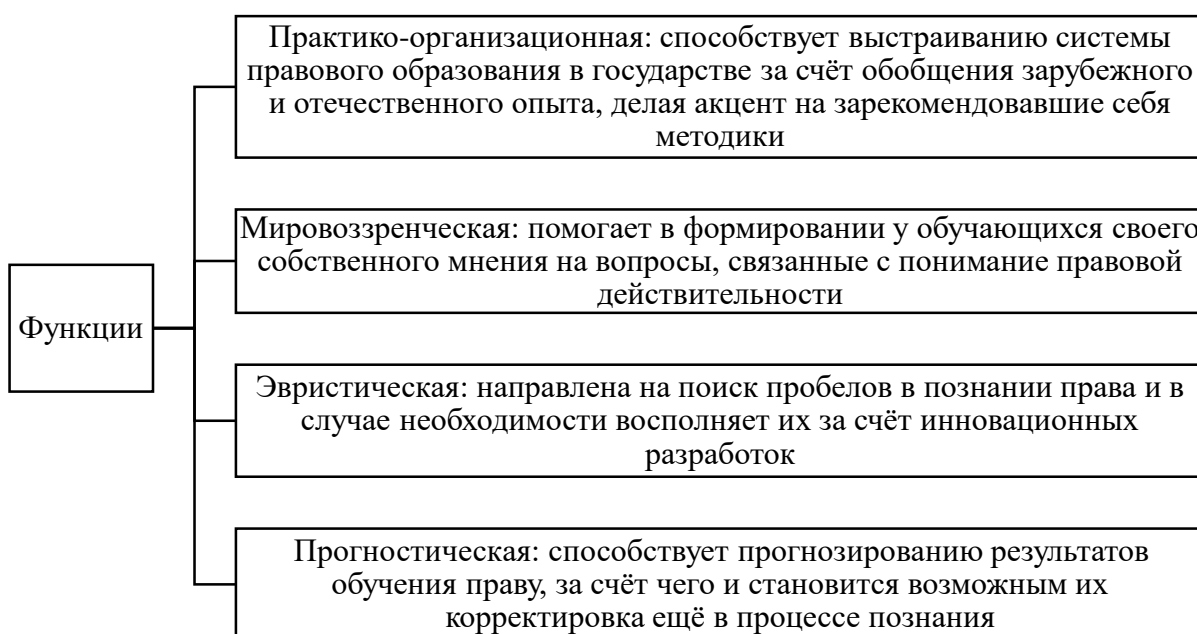 Практико-организационная: способствует выстраиванию системы
правового образования в государстве за счёт обобщения зарубежного
и отечественного опыта, делая акцент на зарекомендовавшие себя
методики
Мировоззренческая: помогает в формировании у обучающихся своего
собственного мнения на вопросы, связанные с понимание правовой
действительности
Функции
Эвристическая: направлена на поиск пробелов в познании права и в
случае необходимости восполняет их за счёт инновационных
разработок
Прогностическая: способствует прогнозированию результатов
обучения праву, за счёт чего и становится возможным их
корректировка ещё в процессе познания